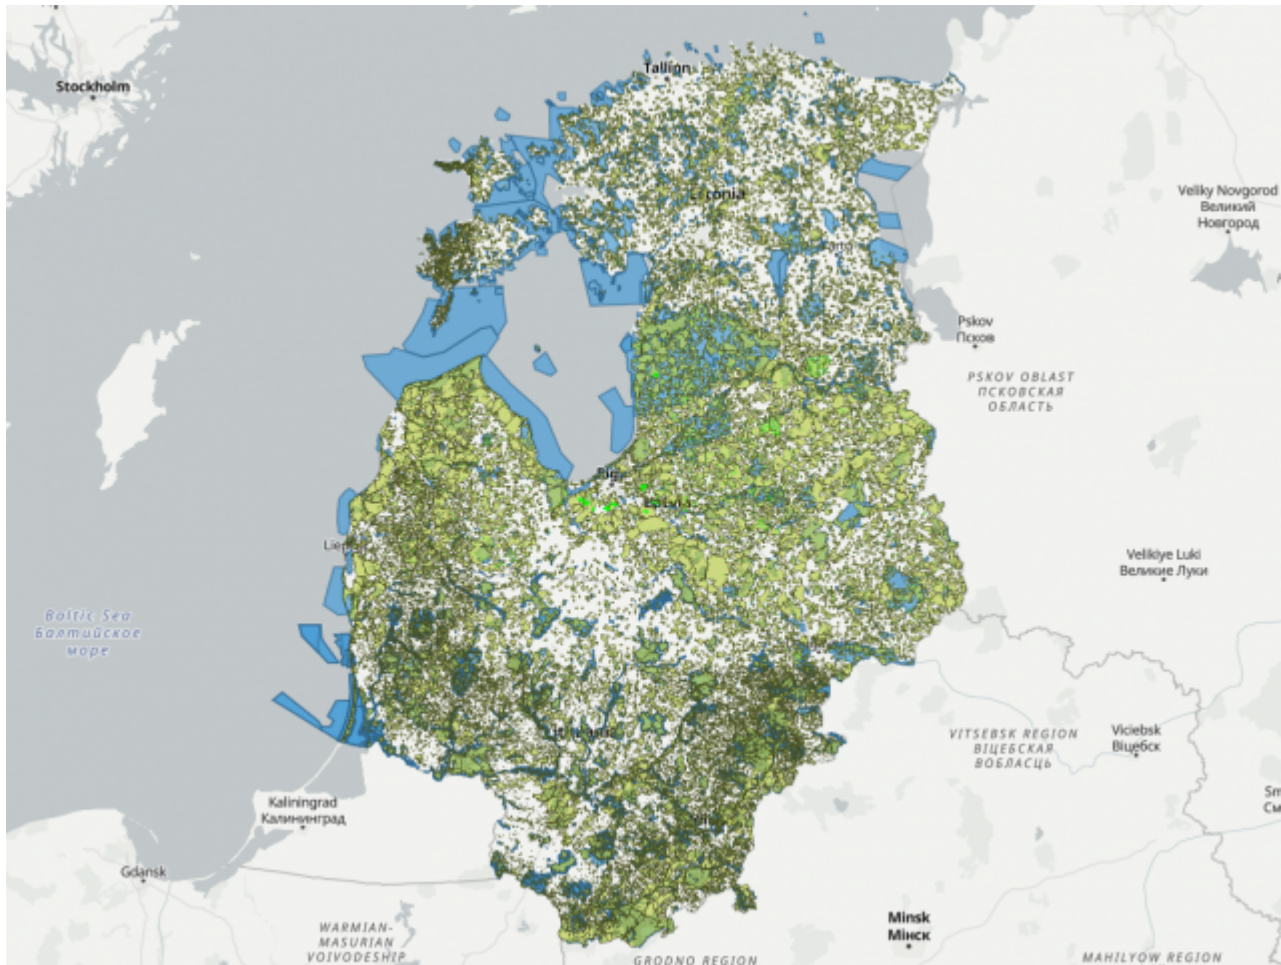 Stockholm
Tallinn
Veliky Novgorod
Великий
Новгород
Pskov
Псков
PSKOV OBLAST
ПСКОВСКАЯ
ОБЛАСТЬ
Velikiye Luki
Великие Луки
Baltic Sea
Балтийское
море
VITSEBSK REGION
ВІЦЕБСКАЯ
ВОБЛАСЦЬ
Viciebsk
Віцебск
Kaliningrad
Калининград
Gdansk
Minsk
Мінск
WARMIAN-
MASURIAN
VOIVODESHIP
GRODNO REGION
MAHILYOW REGION